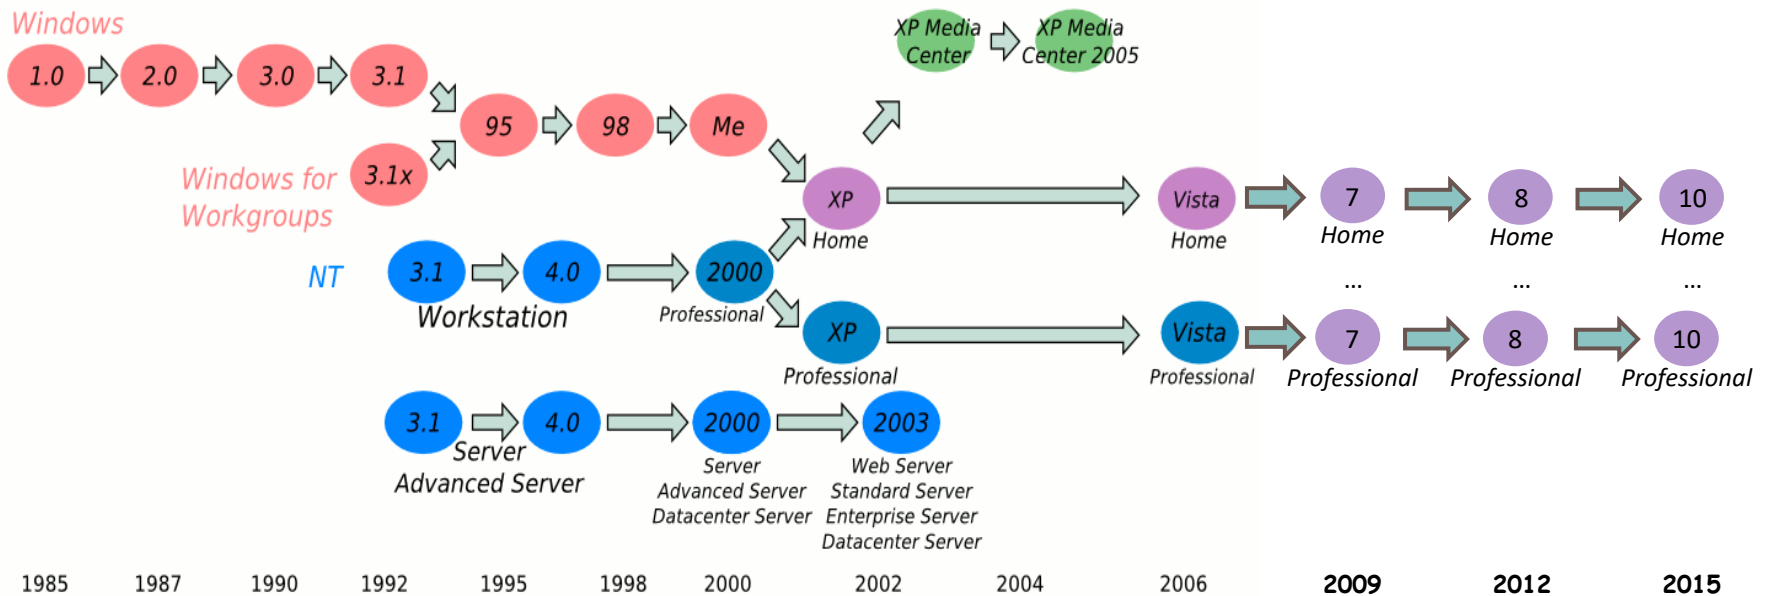 Windows
1.0
2.0
3.0
3.1
XP Media
Center
XP Media
Center 2005
95
98
Me
Windows for
Workgroups
3.1x
XP
Home
Vista
Home
7
Home
8
Home
10
Home
...
...
...
NT
3.1
4.0
Workstation
2000
Professional
XP
Professional
Vista
Professional
7
Professional
8
Professional
10
Professional
3.1
4.0
Server
Advanced Server
2000
Server
Advanced Server
Datacenter Server
2003
Web Server
Standard Server
Enterprise Server
Datacenter Server
1985 1987 1990 1992 1995 1998 2000 2002 2004 2006 2009 2012 2015